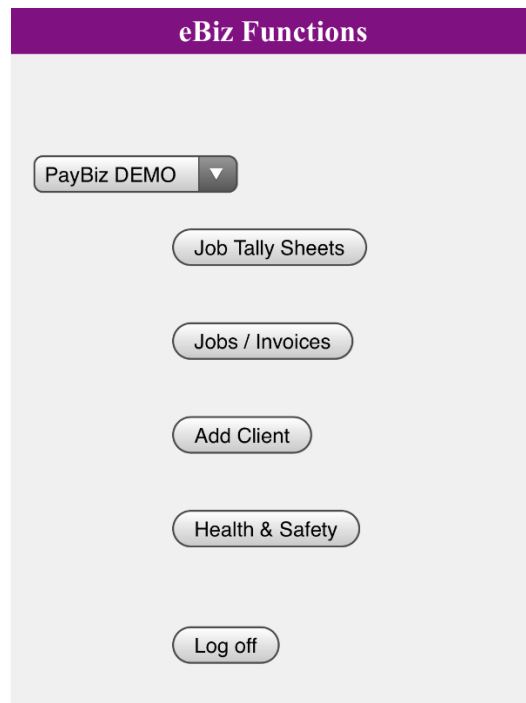 eBiz Functions
PayBiz DEMO
Job Tally Sheets
Jobs / Invoices
Add Client
Health & Safety
Log off